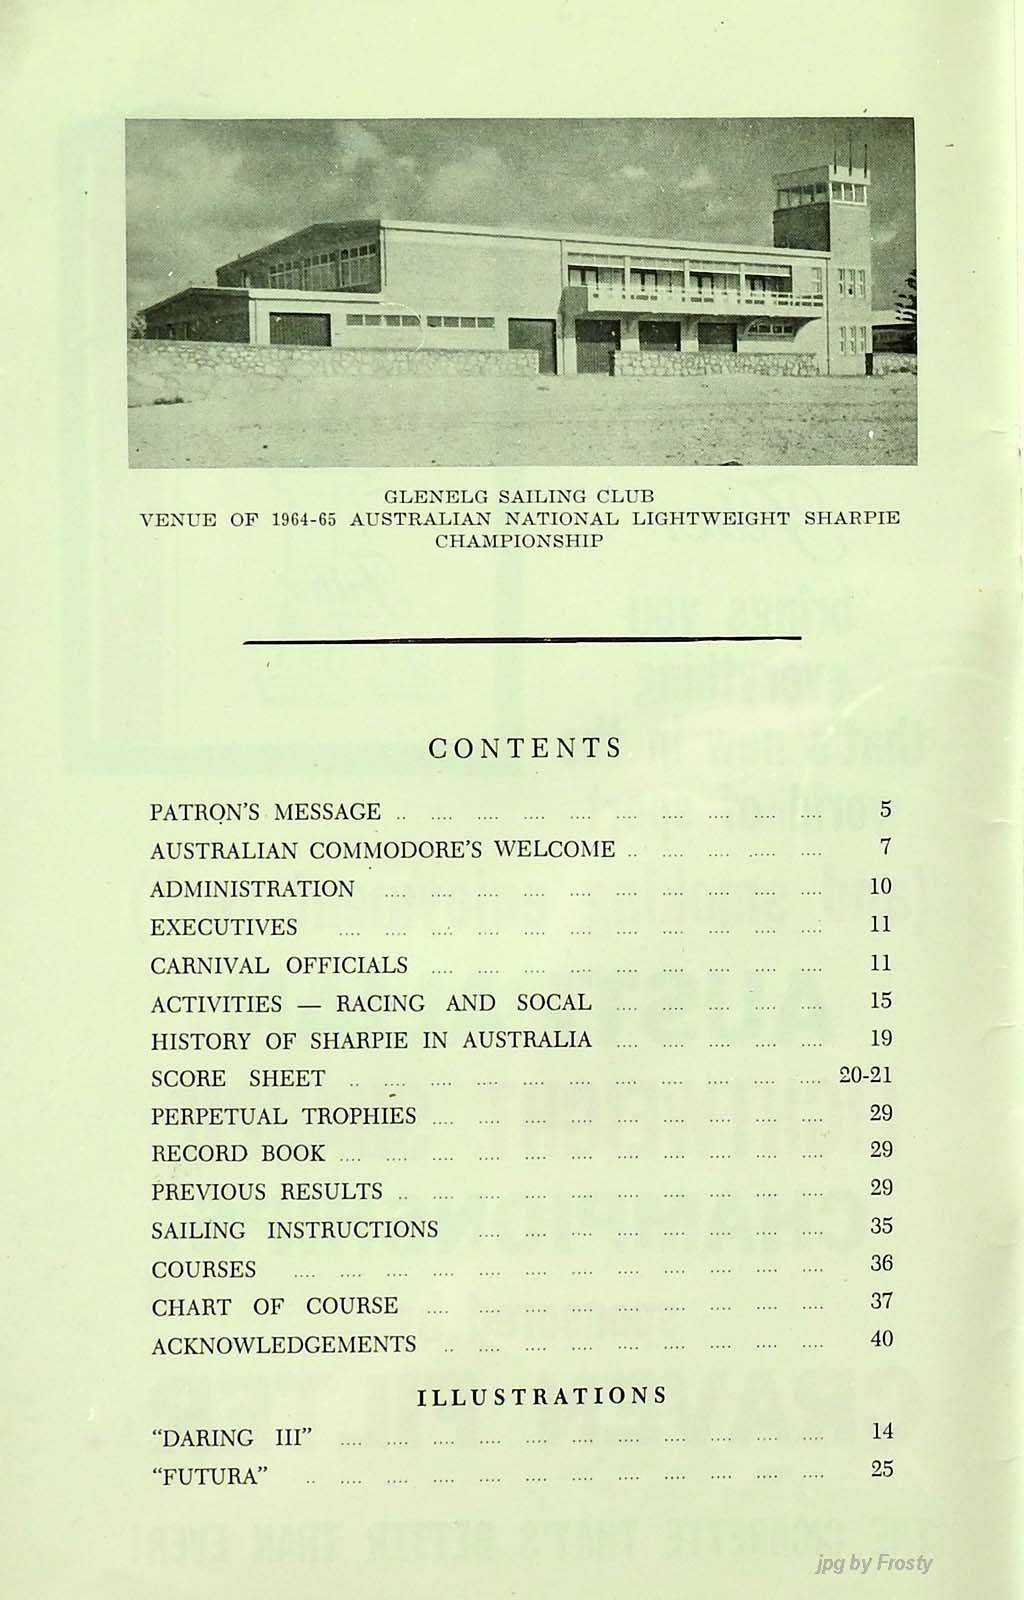 GLENELG SAILING CLUB
VENUE OF 1964-65 AUSTRALIAN NATIONAL LIGHTWEIGHT SHARPIE
CHAMPIONSHIP
CONTENTS
PATRON'S MESSAGE .. .... .... .... .... .... .... .... .... .... 5
AUSTRALIAN COMMODORE'S WELCOME .. .... .... ..... .... 7
ADMINISTRATION .... .... .... .... .... .... .... .... .... .... 10
EXECUTIVES .... .... .... .... .... .... .... .... .... .... .... 11
CARNIVAL OFFICIALS .... .... .... .... .... .... .... .... .... 11
ACTIVITIES — RACING AND SOCAL .... .... .... .... .... 15
HISTORY OF SHARPIE IN AUSTRALIA .... .... .... .... .... 19
SCORE SHEET .. .... .... .... .... .... .... .... .... .... .... 20-21
PERPETUAL TROPHIES .... .... .... .... .... .... .... .... .... 29
RECORD BOOK .... .... .... .... .... .... .... .... .... .... .... 29
PREVIOUS RESULTS .. .... .... .... .... .... .... .... .... .... 29
SAILING INSTRUCTIONS .... .... .... .... .... .... .... .... 35
COURSES .... .... .... .... .... .... .... .... .... .... .... .... 36
CHART OF COURSE .... .... .... .... .... .... .... .... .... 37
ACKNOWLEDGEMENTS .. .... .... .... .... .... .... .... .... 40
ILLUSTRATIONS
“DARING III” .... .... .... .... .... .... .... .... .... .... .... 14
“FUTURA” .. .... .... .... .... .... .... .... .... .... .... .... 25
jpg by Frosty